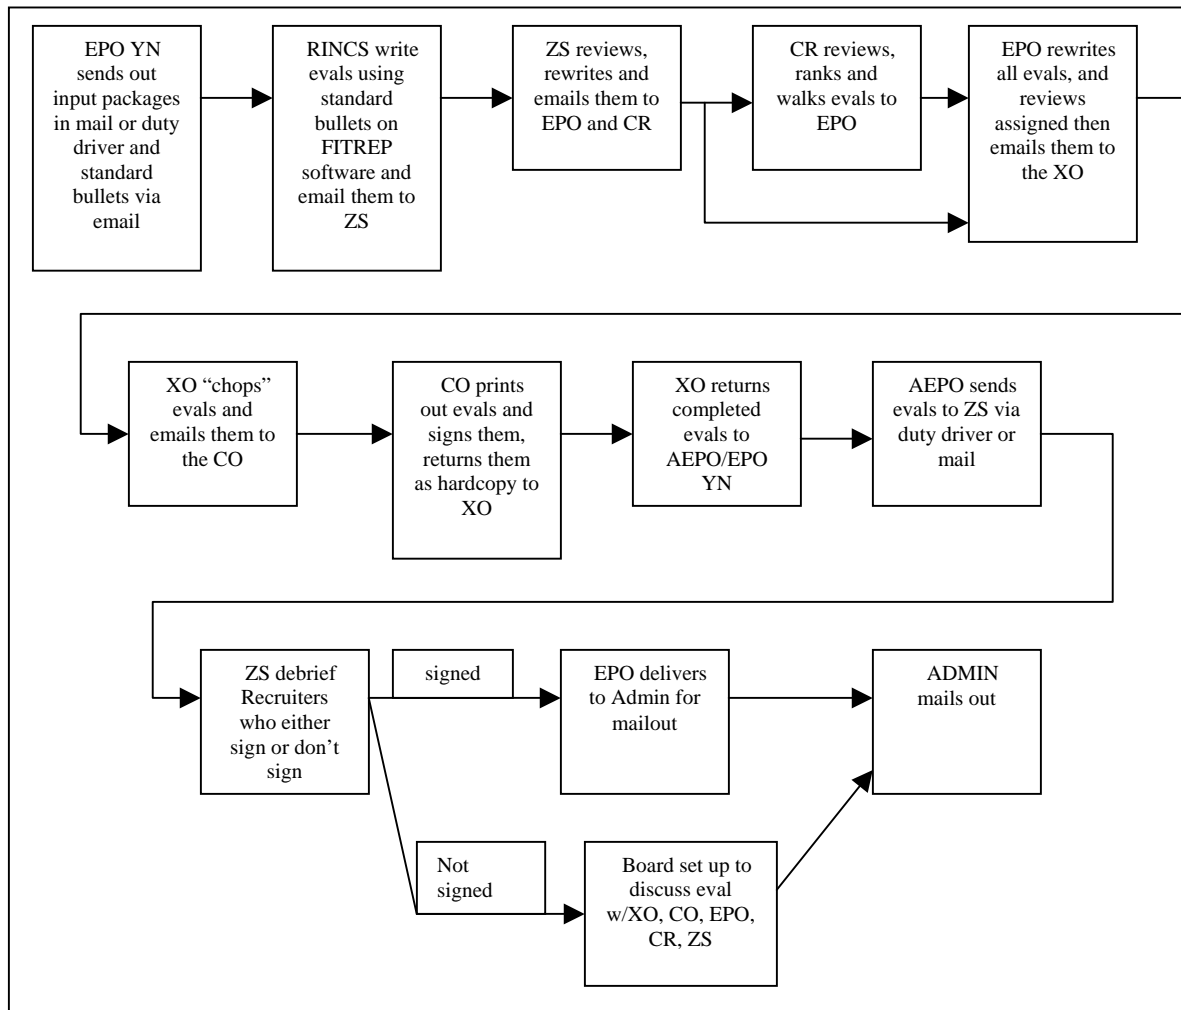 EPO YN
sends out
input packages
in mail or duty
driver and
standard
bullets via
email
RINCS write
evals using
standard
bullets on
FITREP
software and
email them to
ZS
ZS reviews,
rewrites and
emails them to
EPO and CR
CR reviews,
ranks and
walks evals to
EPO
EPO rewrites
all evals, and
reviews
assigned then
emails them to
the XO
XO “chops”
evals and
emails them to
the CO
CO prints
out evals and
signs them,
returns them
as hardcopy to
XO
XO returns
completed
evals to
AEPO/EPO
YN
AEPO sends
evals to ZS via
duty driver or
mail
ZS debrief
Recruiters
who either
sign or don’t
sign
signed
EPO delivers
to Admin for
mailout
ADMIN
mails out
Not
signed
Board set up to
discuss eval
w/XO, CO, EPO,
CR, ZS